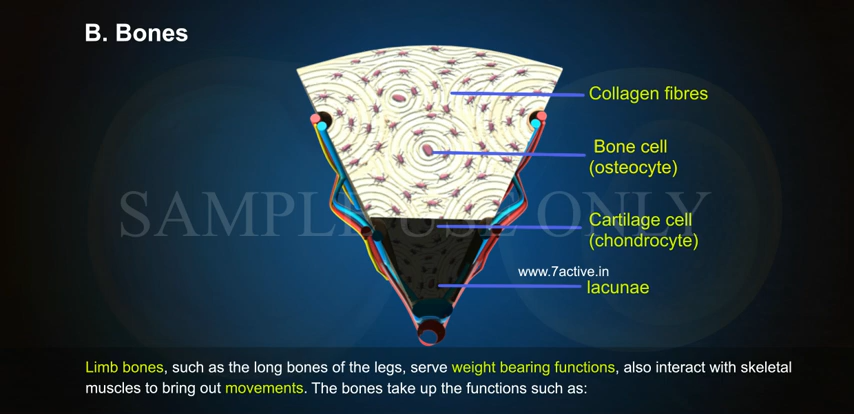 B. Bones
Collagen fibres
Bone cell
(osteocyte)
SAMPLE USE ONLY
Cartilage cell
(chondrocyte)
www.7active.in
lacunae
Limb bones, such as the long bones of the legs, serve weight bearing functions, also interact with skeletal
muscles to bring out movements. The bones take up the functions such as: